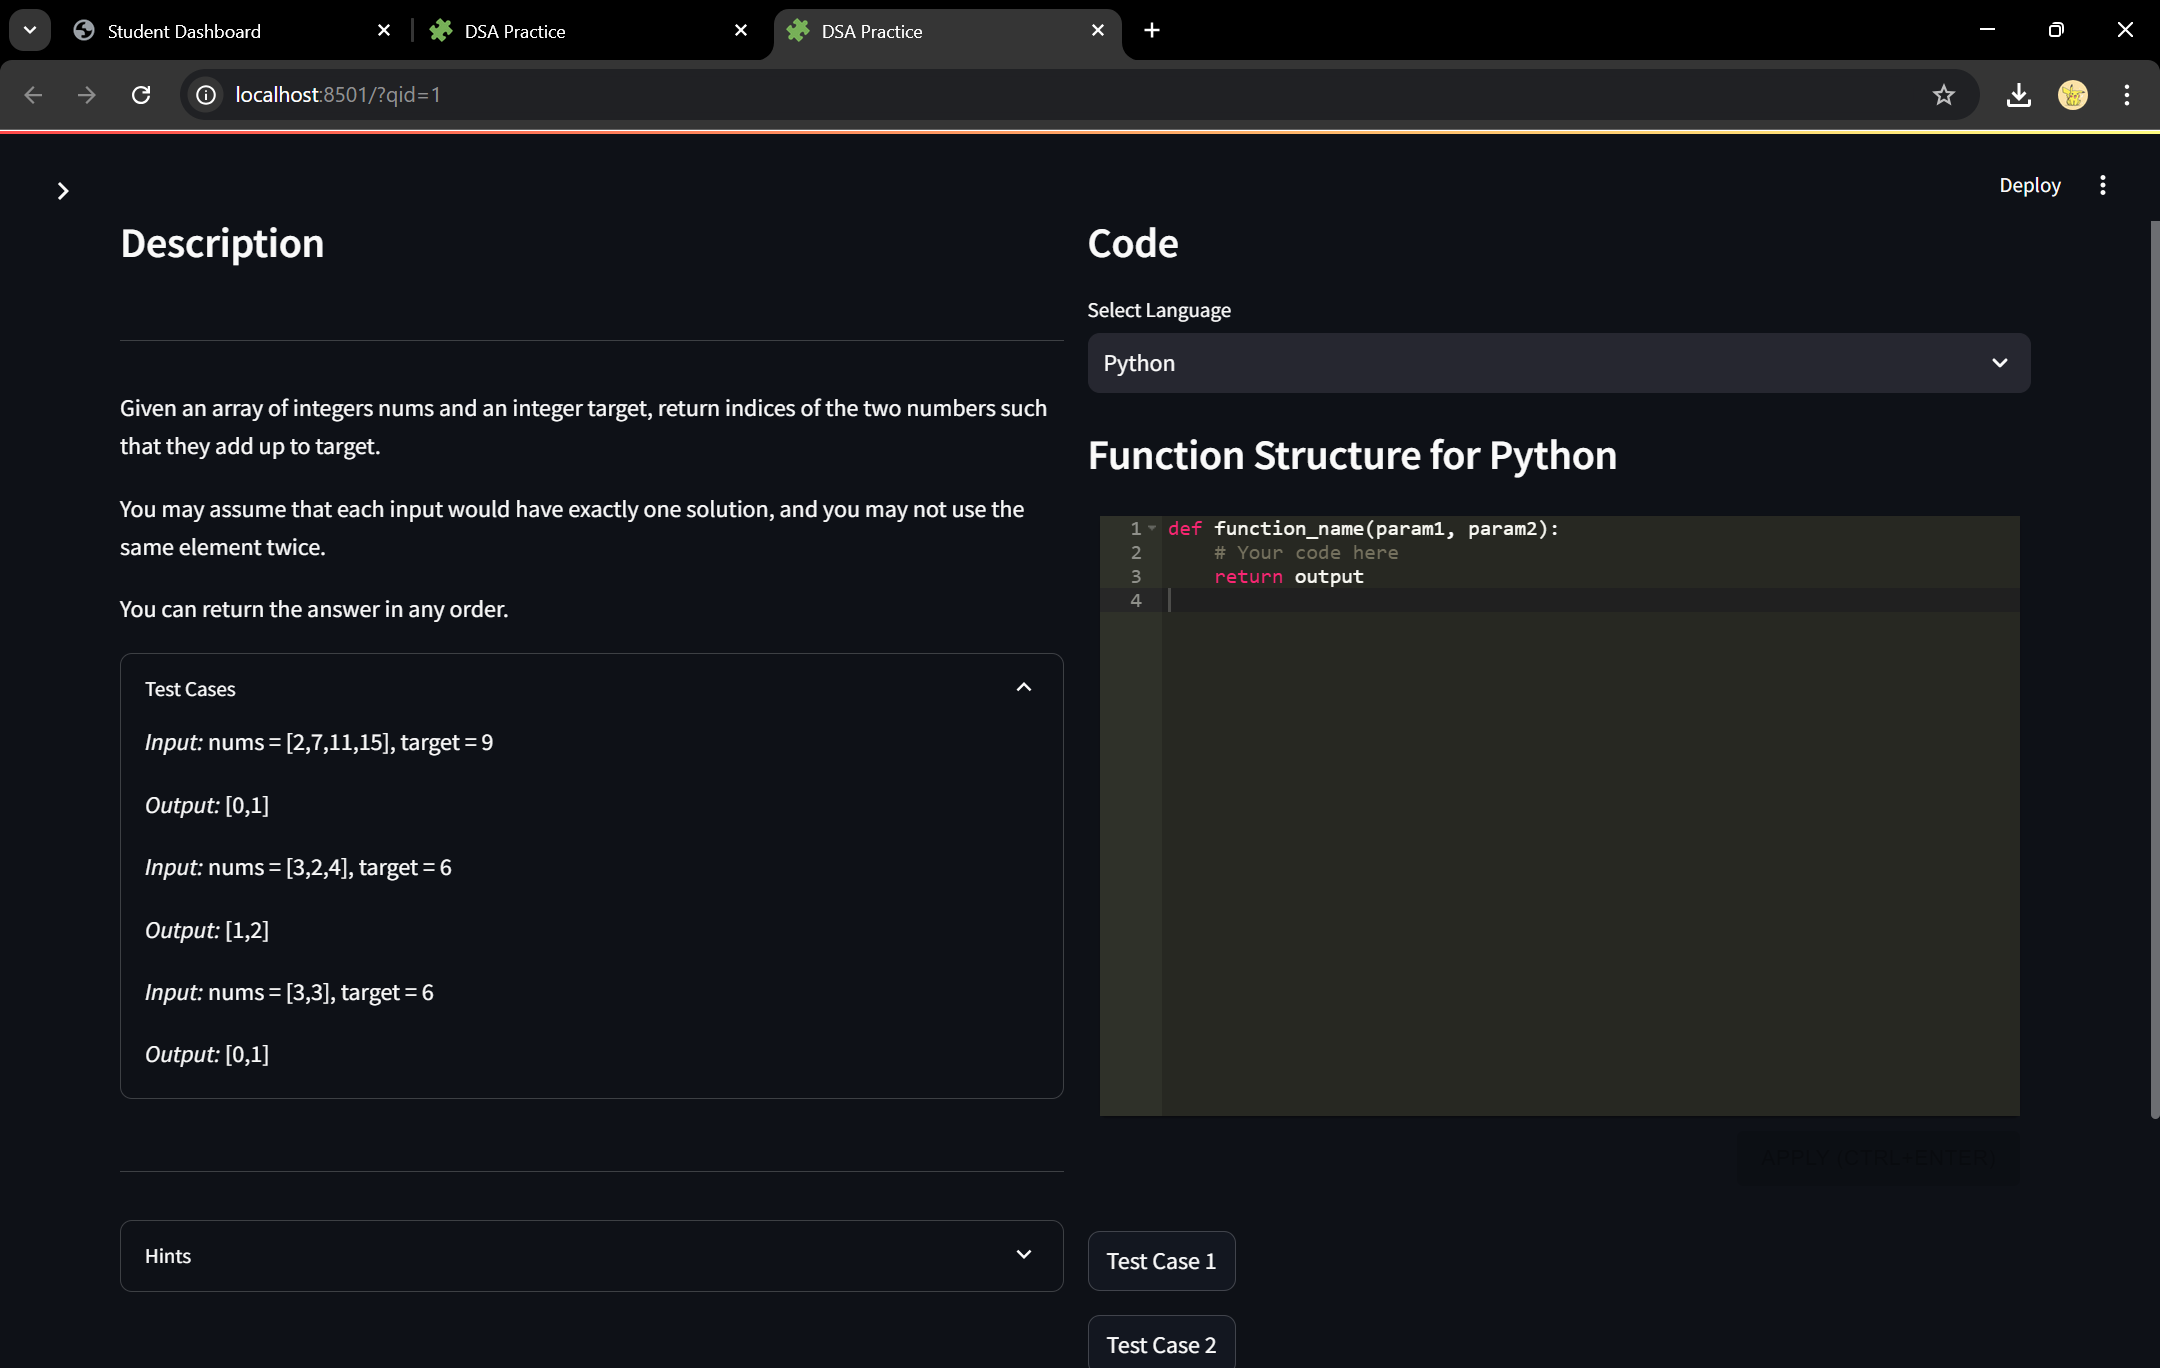 Student Dashboard
DSA Practice
DSA Practice
localhost:8501/?qid=1
Deploy
Description
Given an array of integers nums and an integer target, return indices of the two numbers such
that they add up to target.
You may assume that each input would have exactly one solution, and you may not use the
same element twice.
You can return the answer in any order.
Test Cases
Input: nums = [2,7,11,15], target = 9
Output: [0,1]
Input: nums = [3,2,4], target = 6
Output: [1,2]
Input: nums = [3,3], target = 6
Output: [0,1]
Hints
Code
Select Language
Python
Function Structure for Python
1 def function_name(param1, param2):
2 # Your code here
3 return output
4
APPLY (CTRL+ENTER)
Test Case 1
Test Case 2